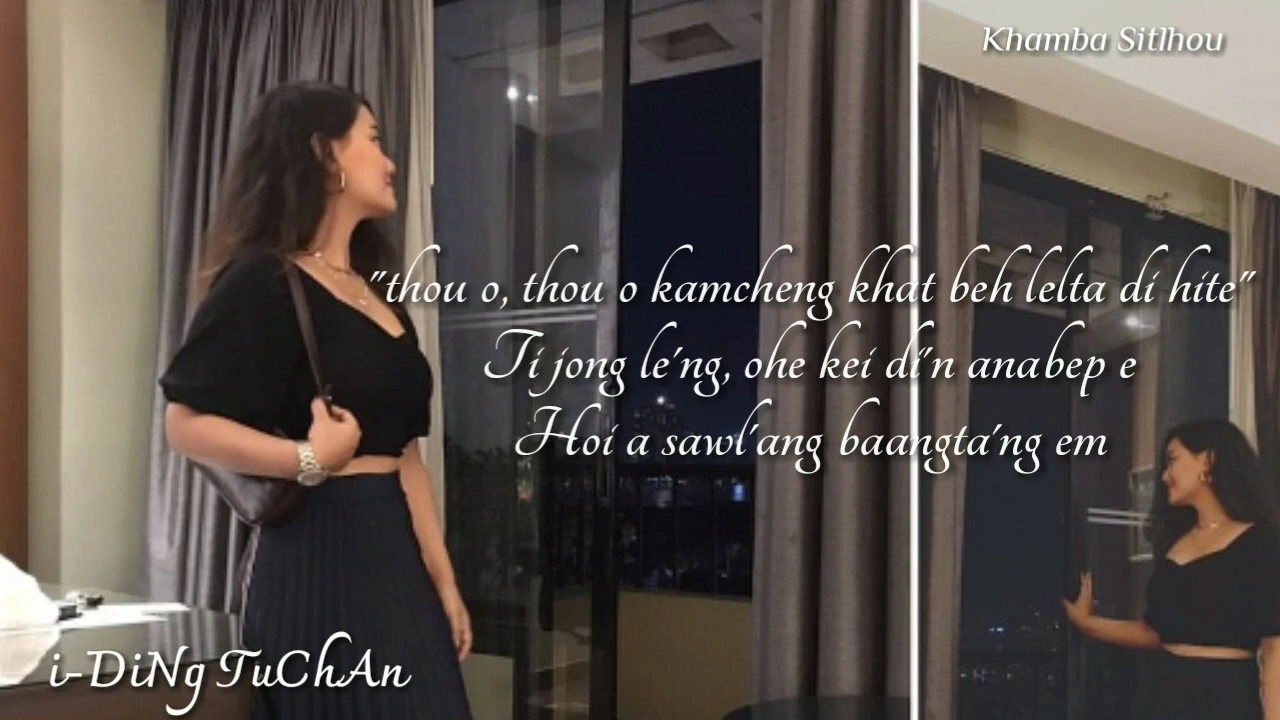 Khamba Sitlhou
"thou o, thou o kamcheng khat beh lelta di hite"
Ti jong le'ng, ohe kei di'n anabep e
Hoi a sawl'ang baangta'ng em
i-DiNg TuChAn